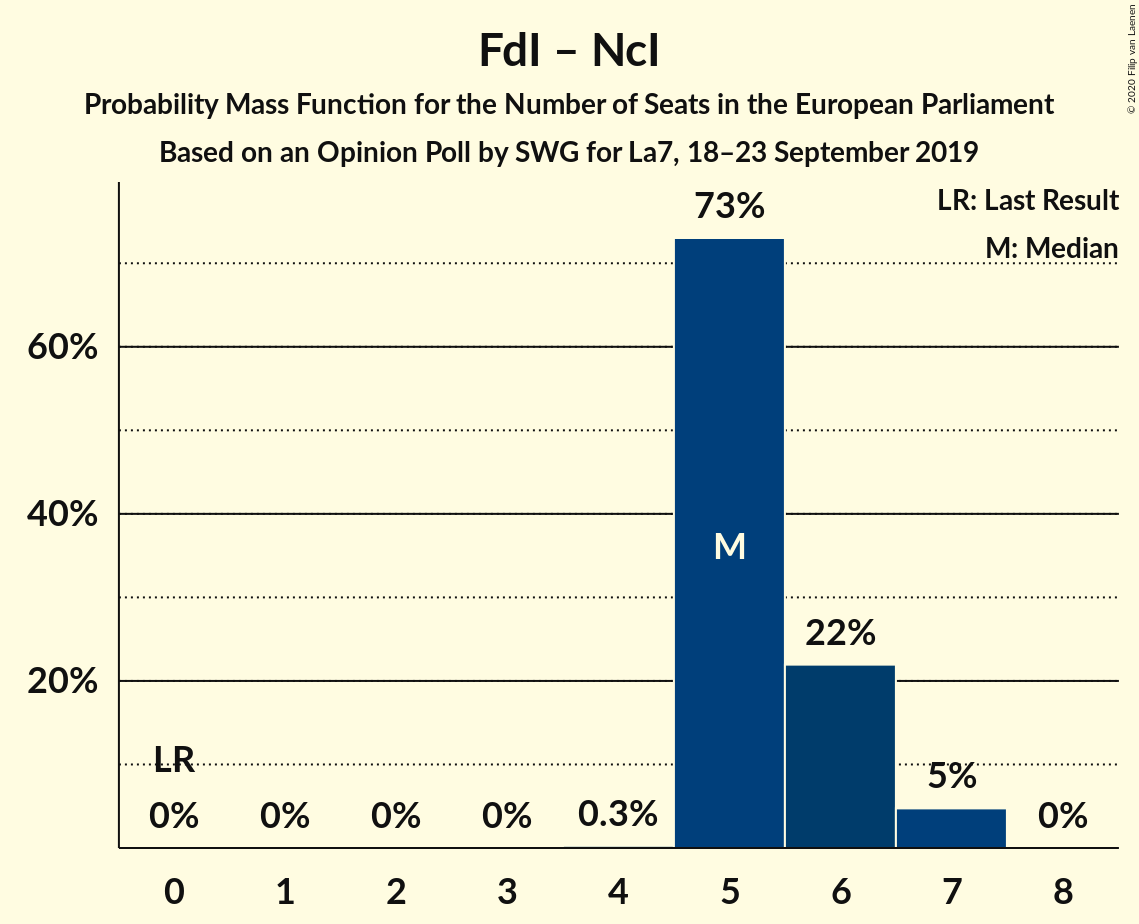 FdI – NcI
Probability Mass Function for the Number of Seats in the European Parliament
Based on an Opinion Poll by SWG for La7, 18–23 September 2019
© 2020 Filip van Laenen
LR: Last Result
M: Median
60%
40%
20%
LR
0%
0%
0%
0%
0.3%
73%
M
22%
5%
0%
0 1 2 3 4 5 6 7 8